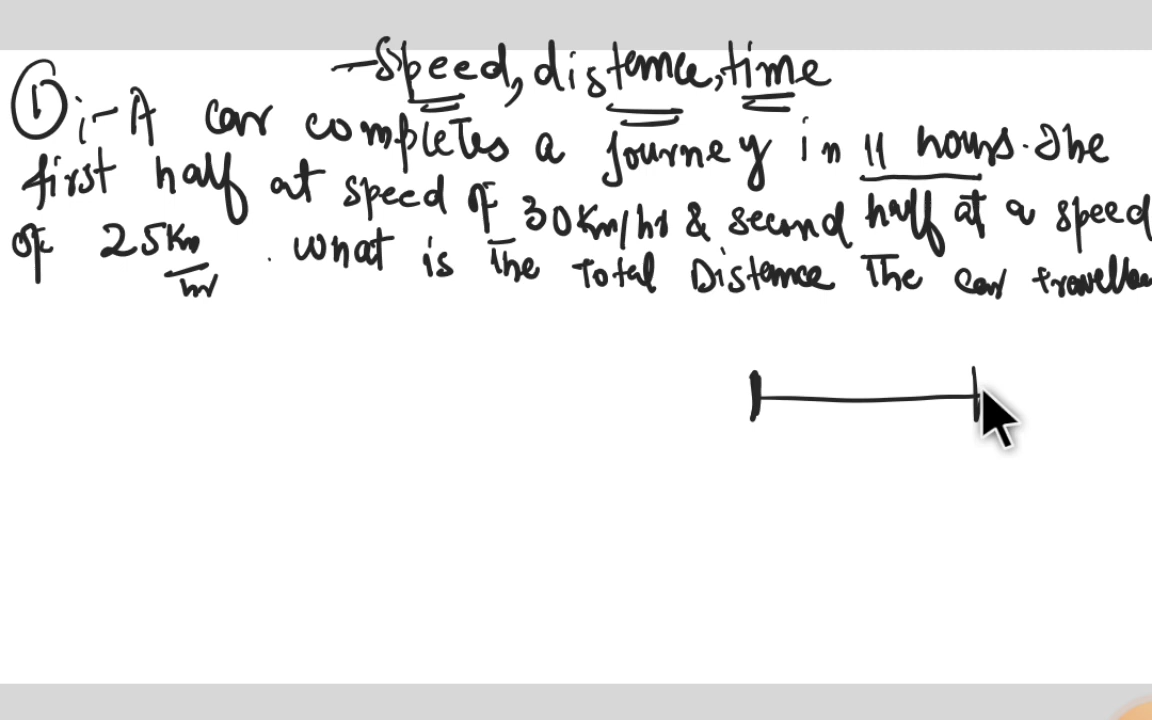 Speed, distance, time
① :- A car completes a journey in 11 hours. The
first half at speed of 30Km/hr & second half at a speed
of 25Km/hr. what is the Total Distance The car travelled